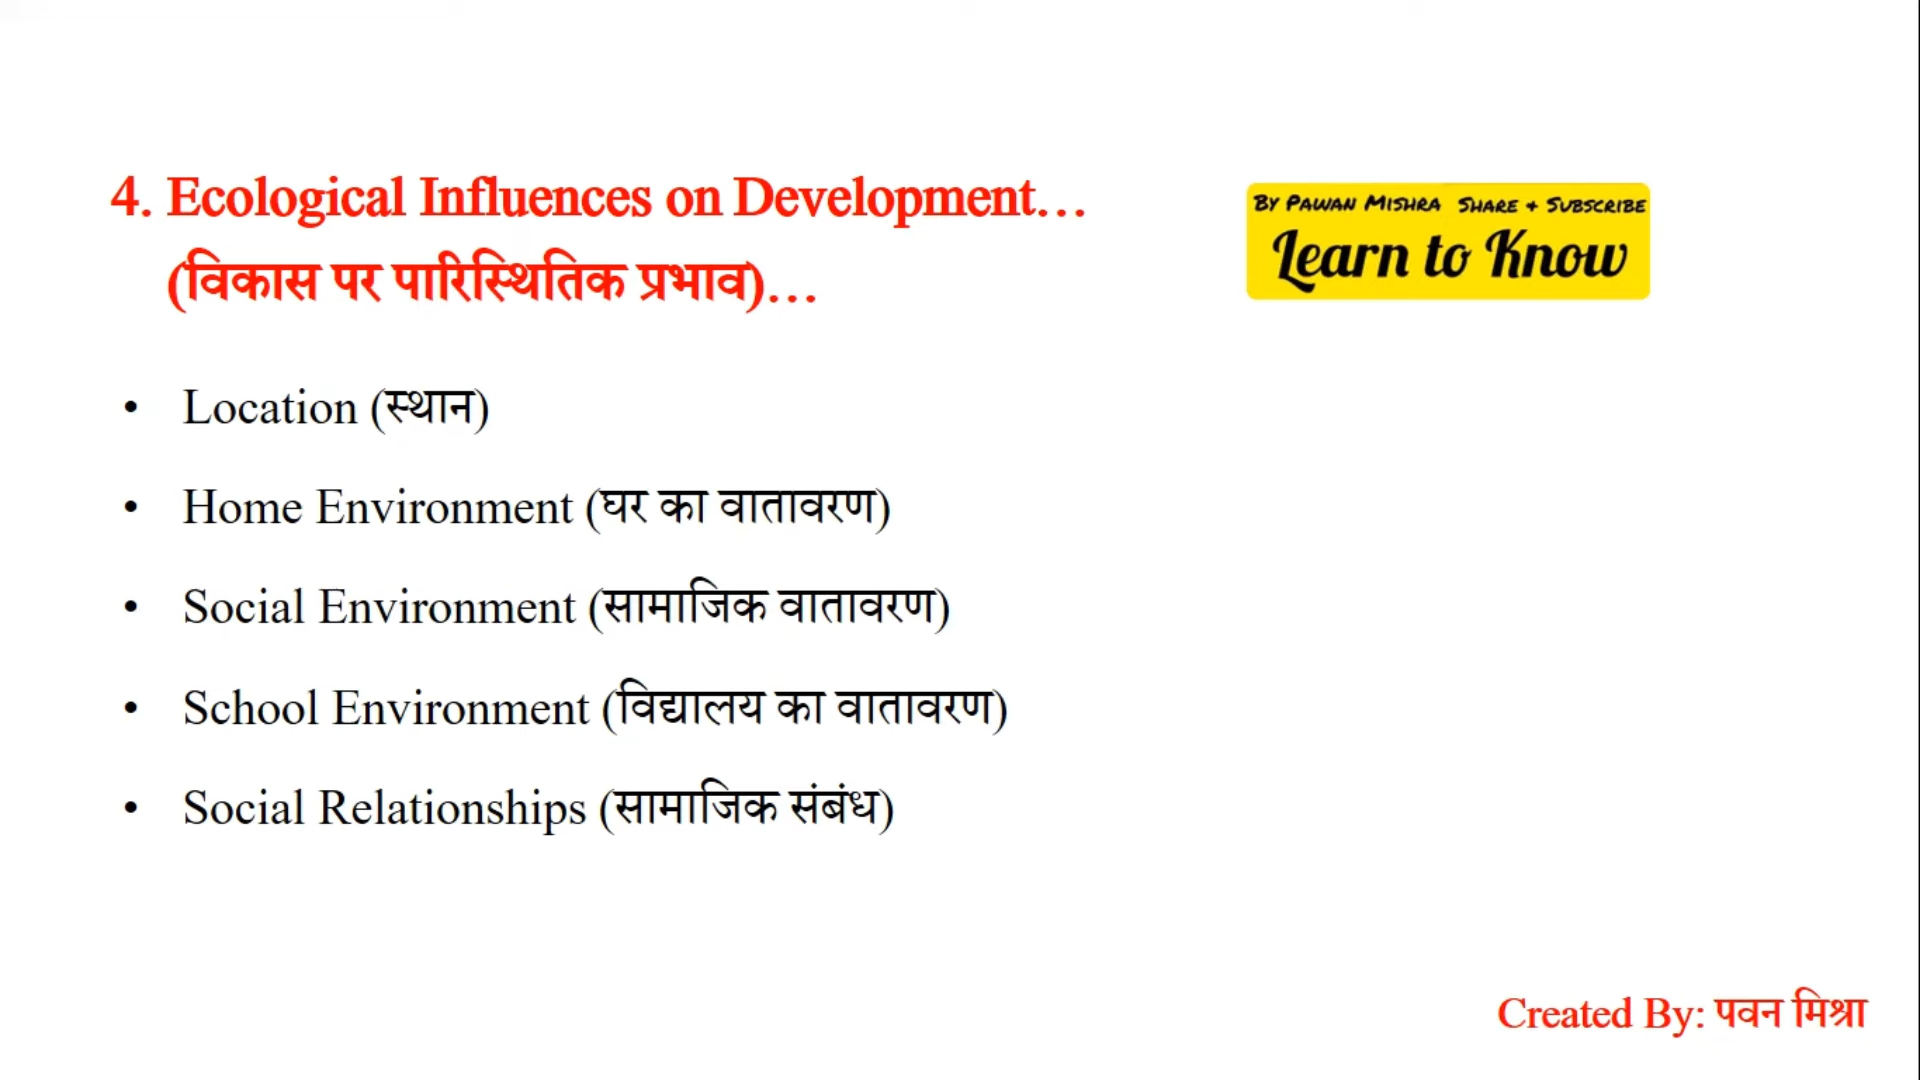 4. Ecological Influences on Development...
(विकास पर पारिस्थितिक प्रभाव)...
By Pawan Mishra Share + Subscribe
Learn to Know
• Location (स्थान)
• Home Environment (घर का वातावरण)
• Social Environment (सामाजिक वातावरण)
• School Environment (विद्यालय का वातावरण)
• Social Relationships (सामाजिक संबंध)
Created By: पवन मिश्रा